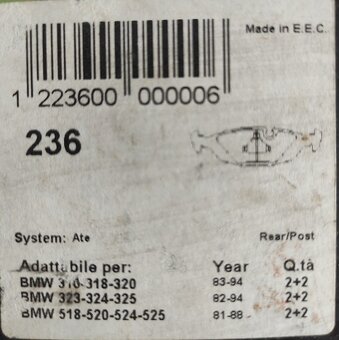 Made in E.E.C.
1 223600 000006
236
System: Ate Rear/Post
Adattabile per: Year Q.tà
BMW 316-318-320 83-94 2+2
BMW 323-324-325 82-94 2+2
BMW 518-520-524-525 81-88 2+2